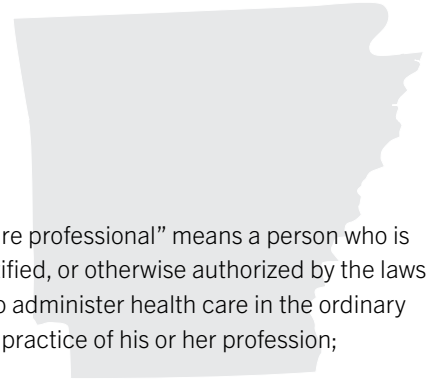 re professional” means a person who is
tified, or otherwise authorized by the laws
o administer health care in the ordinary
practice of his or her profession;